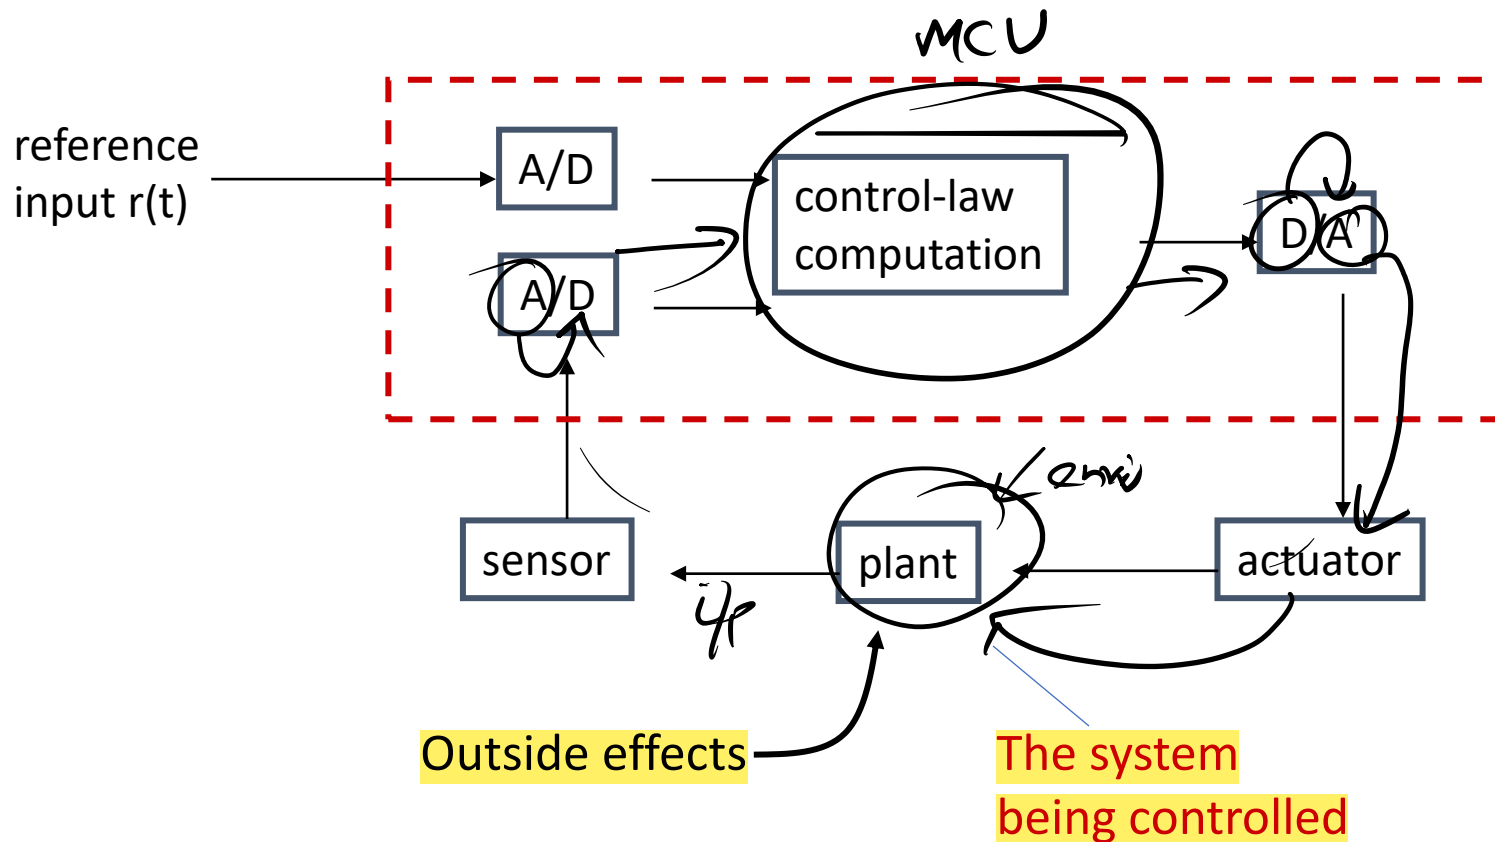 MCU
reference
input r(t)
A/D
control-law
computation
D/A
A/D
sensor
plant
actuator
i/p
Outside effects
The system
being controlled